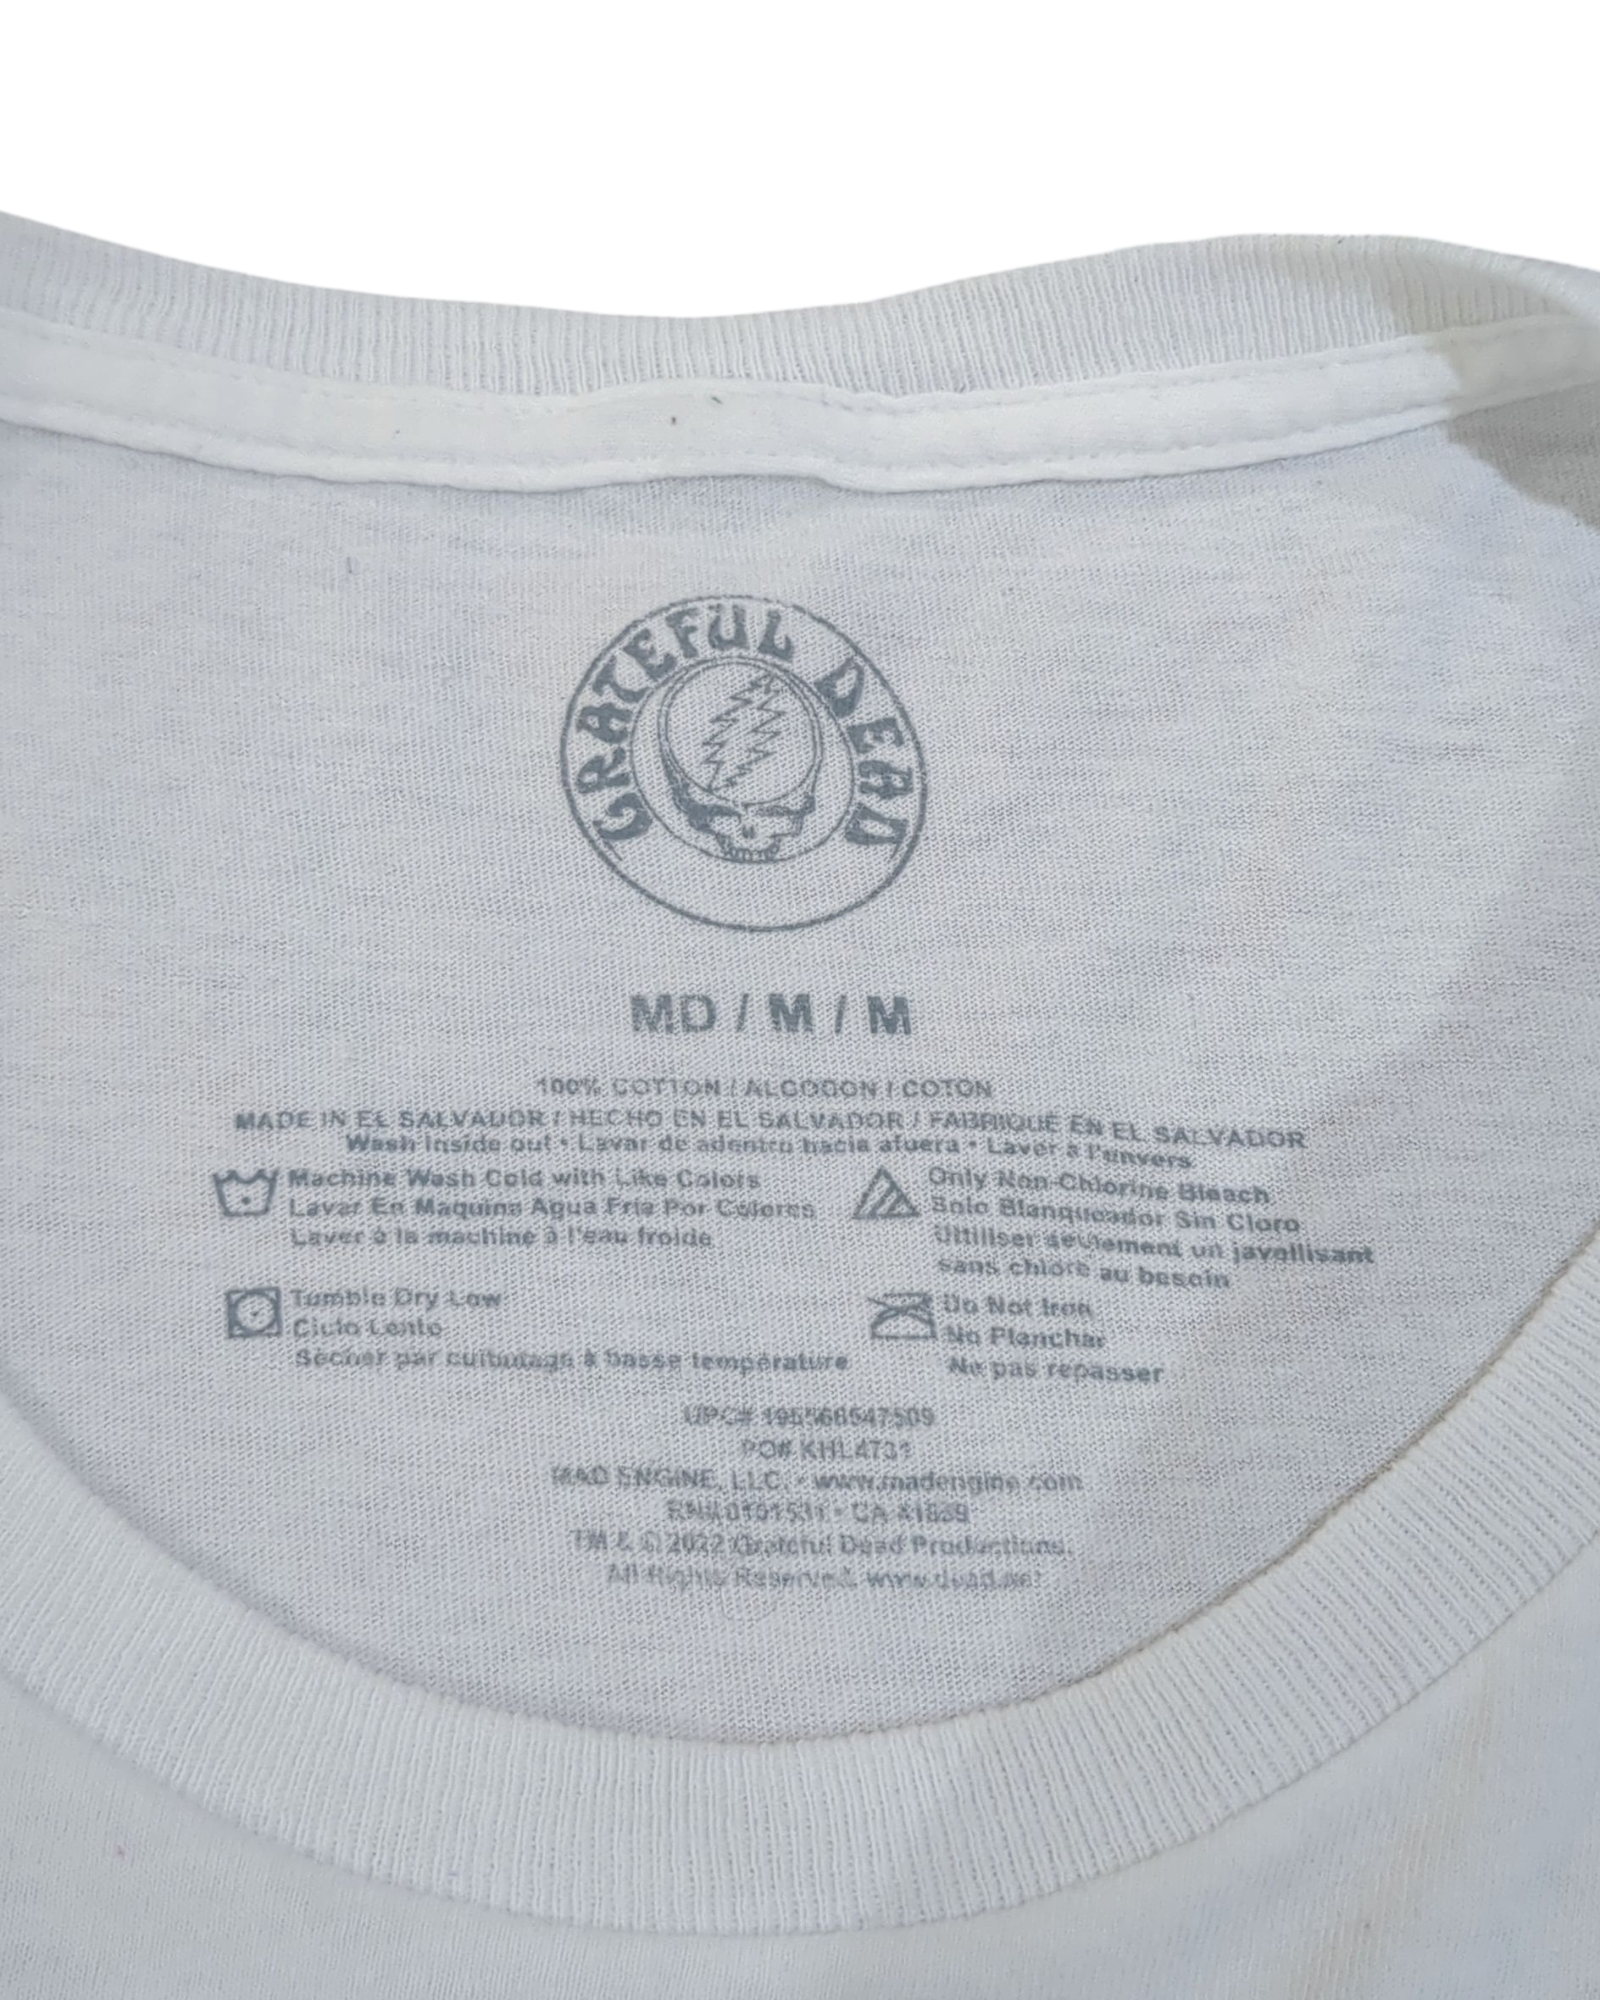 GRATEFUL DEAD
MD / M / M
100% COTTON / ALGODON / COTON
MADE IN EL SALVADOR / HECHO EN EL SALVADOR / FABRIQUÉ EN EL SALVADOR
Wash inside out • Lavar de adentro hacia afuera • Laver à l'envers
Machine Wash Cold with Like Colors
Lavar En Maquina Agua Fria Por Colores
Laver à la machine à l'eau froide
Only Non-Chlorine Bleach
Solo Blanqueador Sin Cloro
Utiliser seulement un javellisant
sans chlore au besoin
Tumble Dry Low
Ciclo Lento
Sécher par culbutage à basse température
Do Not Iron
No Planchar
Ne pas repasser
UPC#
PO# KHL4731
MAD ENGINE, LLC. • www.madengine.com
RN# 0101531 • CA 41839
TM & © 2022 Grateful Dead Productions.
All Rights Reserved. www.dead.net